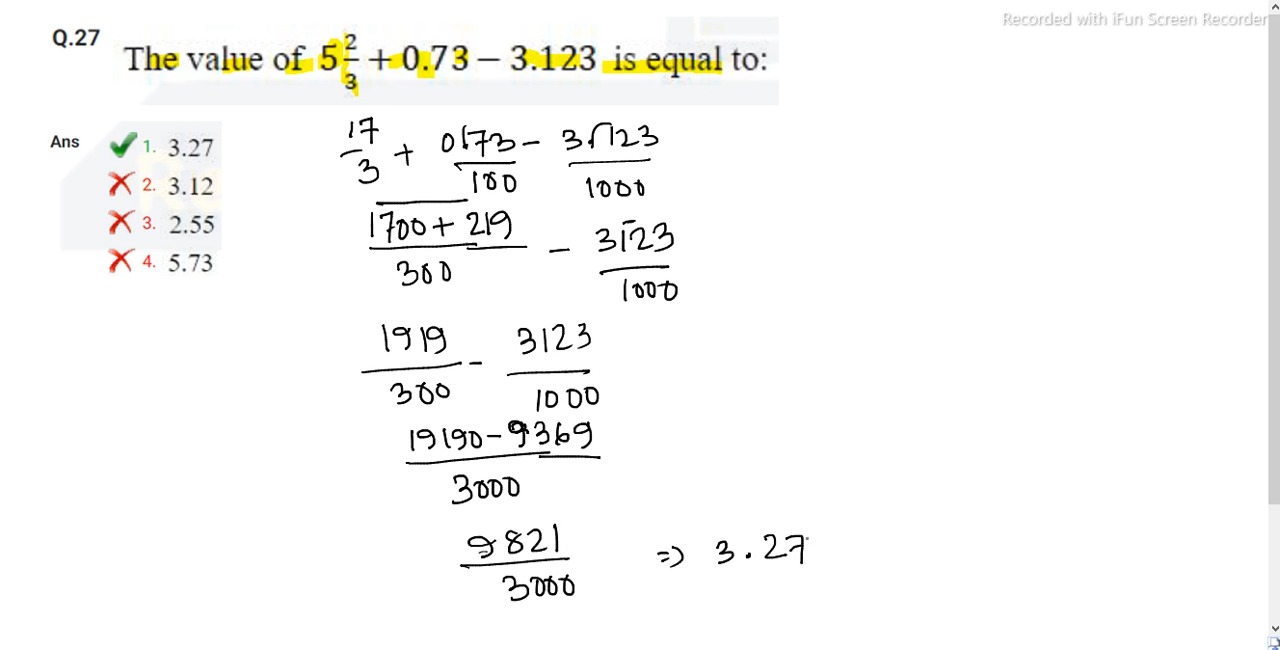 Recorded with iFun Screen Recorder
Q.27
The value of 5 2/3 + 0.73 – 3.123 is equal to:
Ans
1. 3.27
2. 3.12
3. 2.55
4. 5.73
17/3 + 0.73/100 - 3.123/1000
1700 + 219/300 - 3123/1000
1919/300 - 3123/1000
19190 - 9369/3000
9821/3000 => 3.27